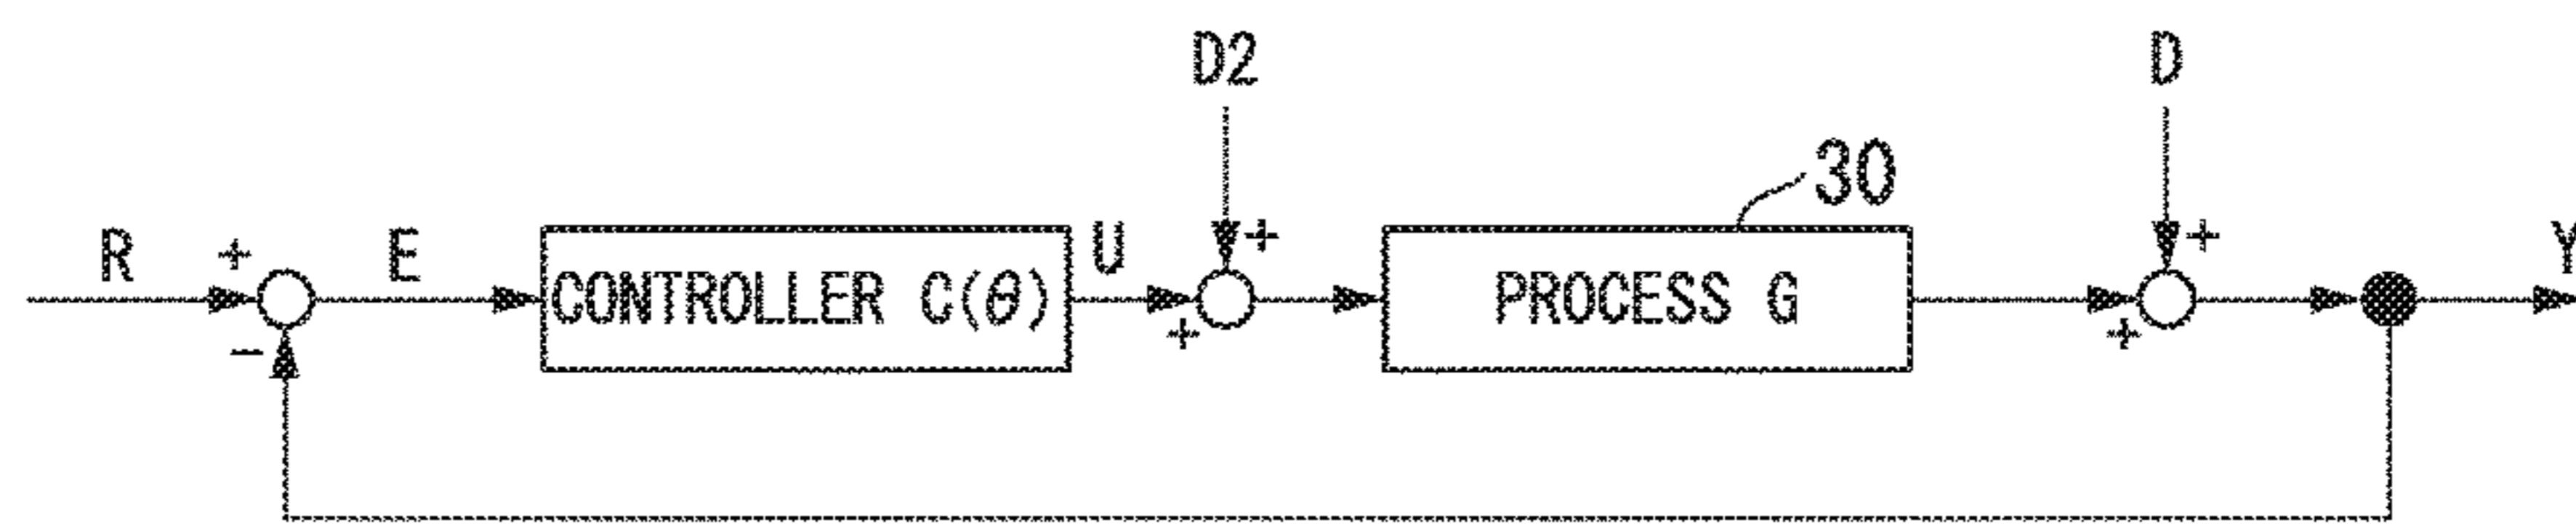 D2
D
30
R
+
E
CONTROLLER C(θ)
U
+
+
PROCESS G
+
+
Y
−